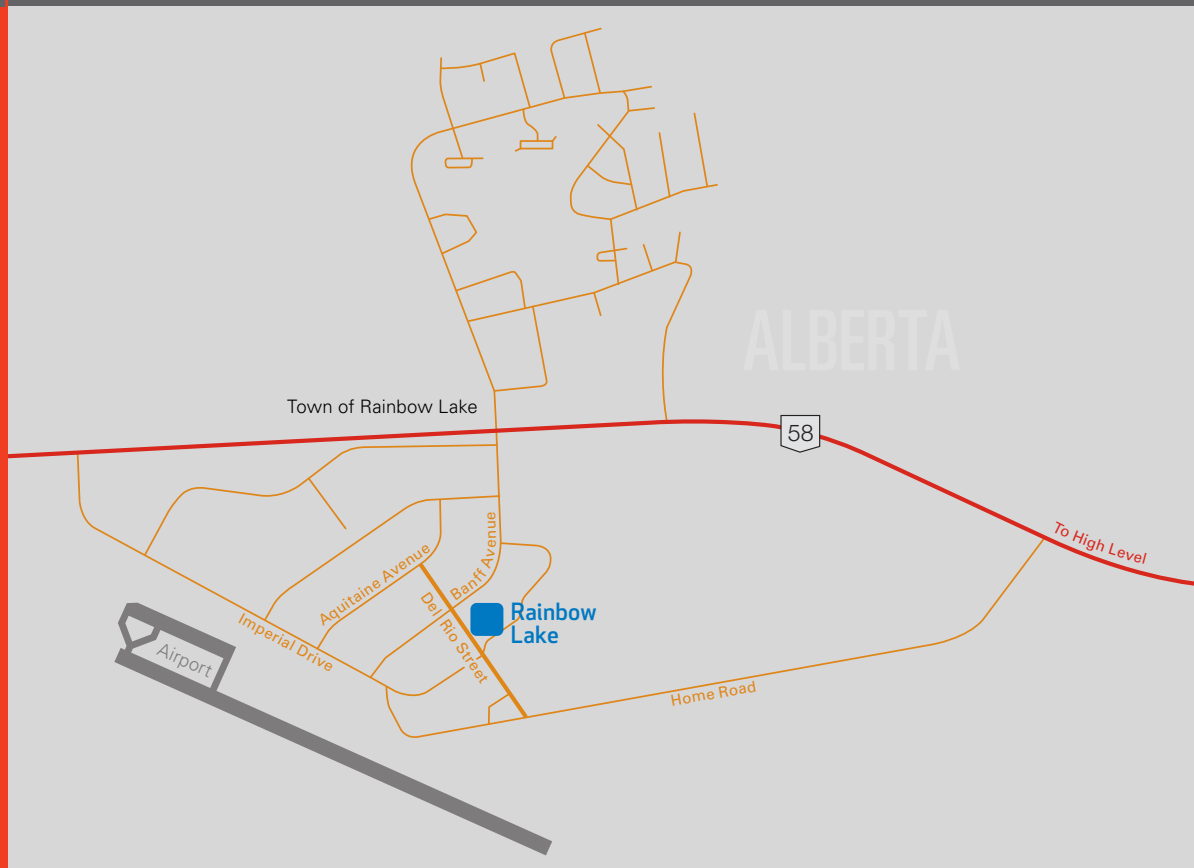 ALBERTA
Town of Rainbow Lake
58
To High Level
Banff Avenue
Aquitaine Avenue
Del Rio Street
Rainbow
Lake
Imperial Drive
Airport
Home Road